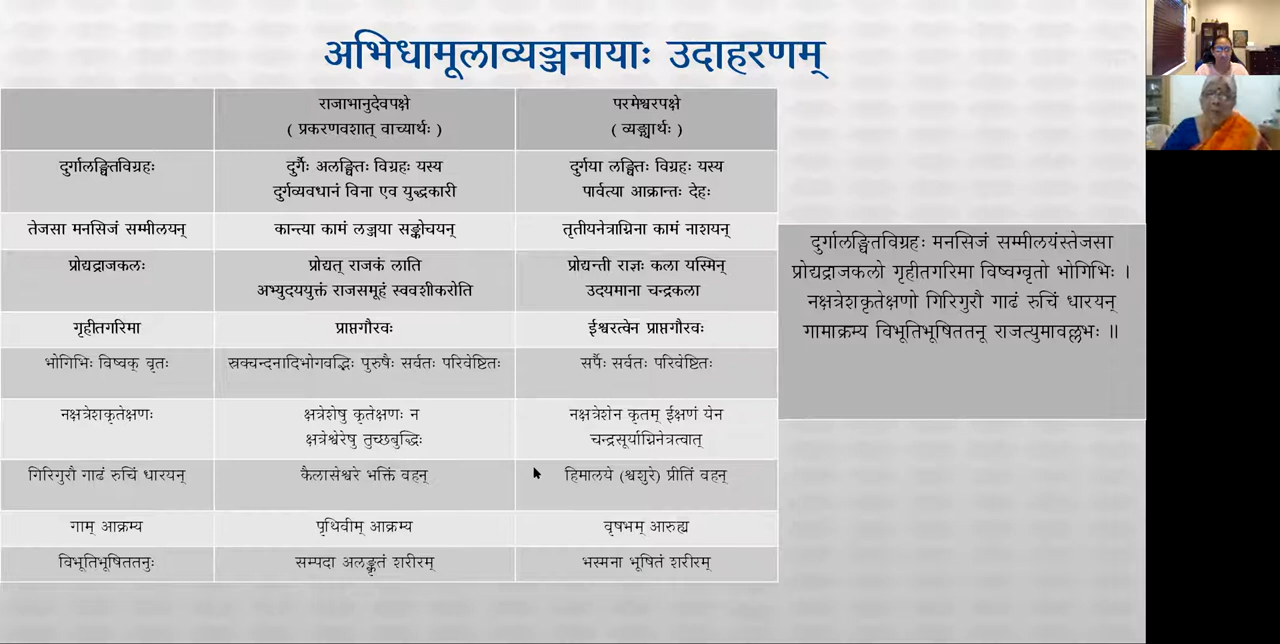 अभिधामूलाव्यञ्जनायाः उदाहरणम्
राजाभानुदेवपक्षे
( प्रकरणवशात् वाच्यार्थः )
परमेश्वरपक्षे
( व्यङ्ग्यार्थः )
दुर्गालङ्घितविग्रहः
दुर्गैः अलङ्घितः विग्रहः यस्य
दुर्गव्यवधानं विना एव युद्धकारी
दुर्गया लङ्घितः विग्रहः यस्य
पार्वत्या आक्रान्तः देहः
तेजसा मनसिजं सम्मीलयन्
कान्त्या कामं लज्जया सङ्कोचयन्
तृतीयनेत्राग्निना कामं नाशयन्
प्रोद्यद्राजकलः
प्रोद्यत् राजकं लाति
अभ्युदययुक्तं राजसमूहं स्ववशीकरोति
प्रोद्यन्ती राज्ञः कला यस्मिन्
उदयमाना चन्द्रकला
गृहीतगरिमा
प्राप्तगौरवः
ईश्वरत्वेन प्राप्तगौरवः
भोगिभिः विष्वक् वृतः
स्रक्चन्दनादिभोगवद्भिः पुरुषैः सर्वतः परिवेष्टितः
सर्पैः सर्वतः परिवेष्टितः
नक्षत्रेशकृतेक्षणः
क्षत्रेशेषु कृतेक्षणः न
क्षत्रेश्वेरेषु तुच्छबुद्धिः
नक्षत्रेशेन कृतम् ईक्षणं येन
चन्द्रसूर्याग्निनेत्रत्वात्
गिरिगुरौ गाढं रुचिं धारयन्
कैलासेश्वरे भक्तिं वहन्
हिमालये (श्वशुरे) प्रीतिं वहन्
गाम् आक्रम्य
पृथिवीम् आक्रम्य
वृषभम् आरुह्य
विभूतिभूषिततनुः
सम्पदा अलङ्कृतं शरीरम्
भस्मना भूषितं शरीरम्
दुर्गालङ्घितविग्रहः मनसिजं सम्मीलयंस्तेजसा
प्रोद्यद्राजकलो गृहीतगरिमा विष्वग्वृतो भोगिभिः ।
नक्षत्रेशकृतेक्षणो गिरिगुरौ गाढं रुचिं धारयन्
गामाक्रम्य विभूतिभूषिततनू राजत्युमावल्लभः ॥